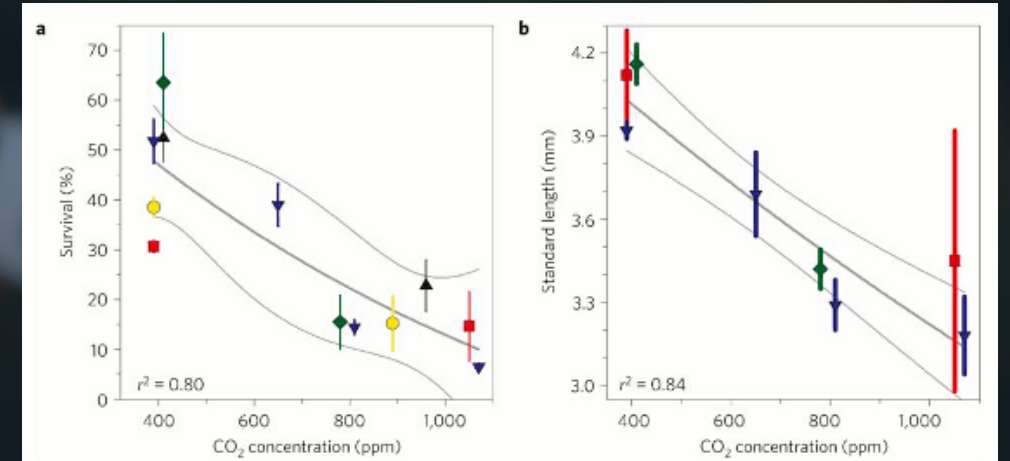 a
Survival (%)
70
60
50
40
30
20
10
0
r² = 0.80
400 600 800 1,000
CO₂ concentration (ppm)
b
Standard length (mm)
4.2
3.9
3.6
3.3
3.0
r² = 0.84
400 600 800 1,000
CO₂ concentration (ppm)